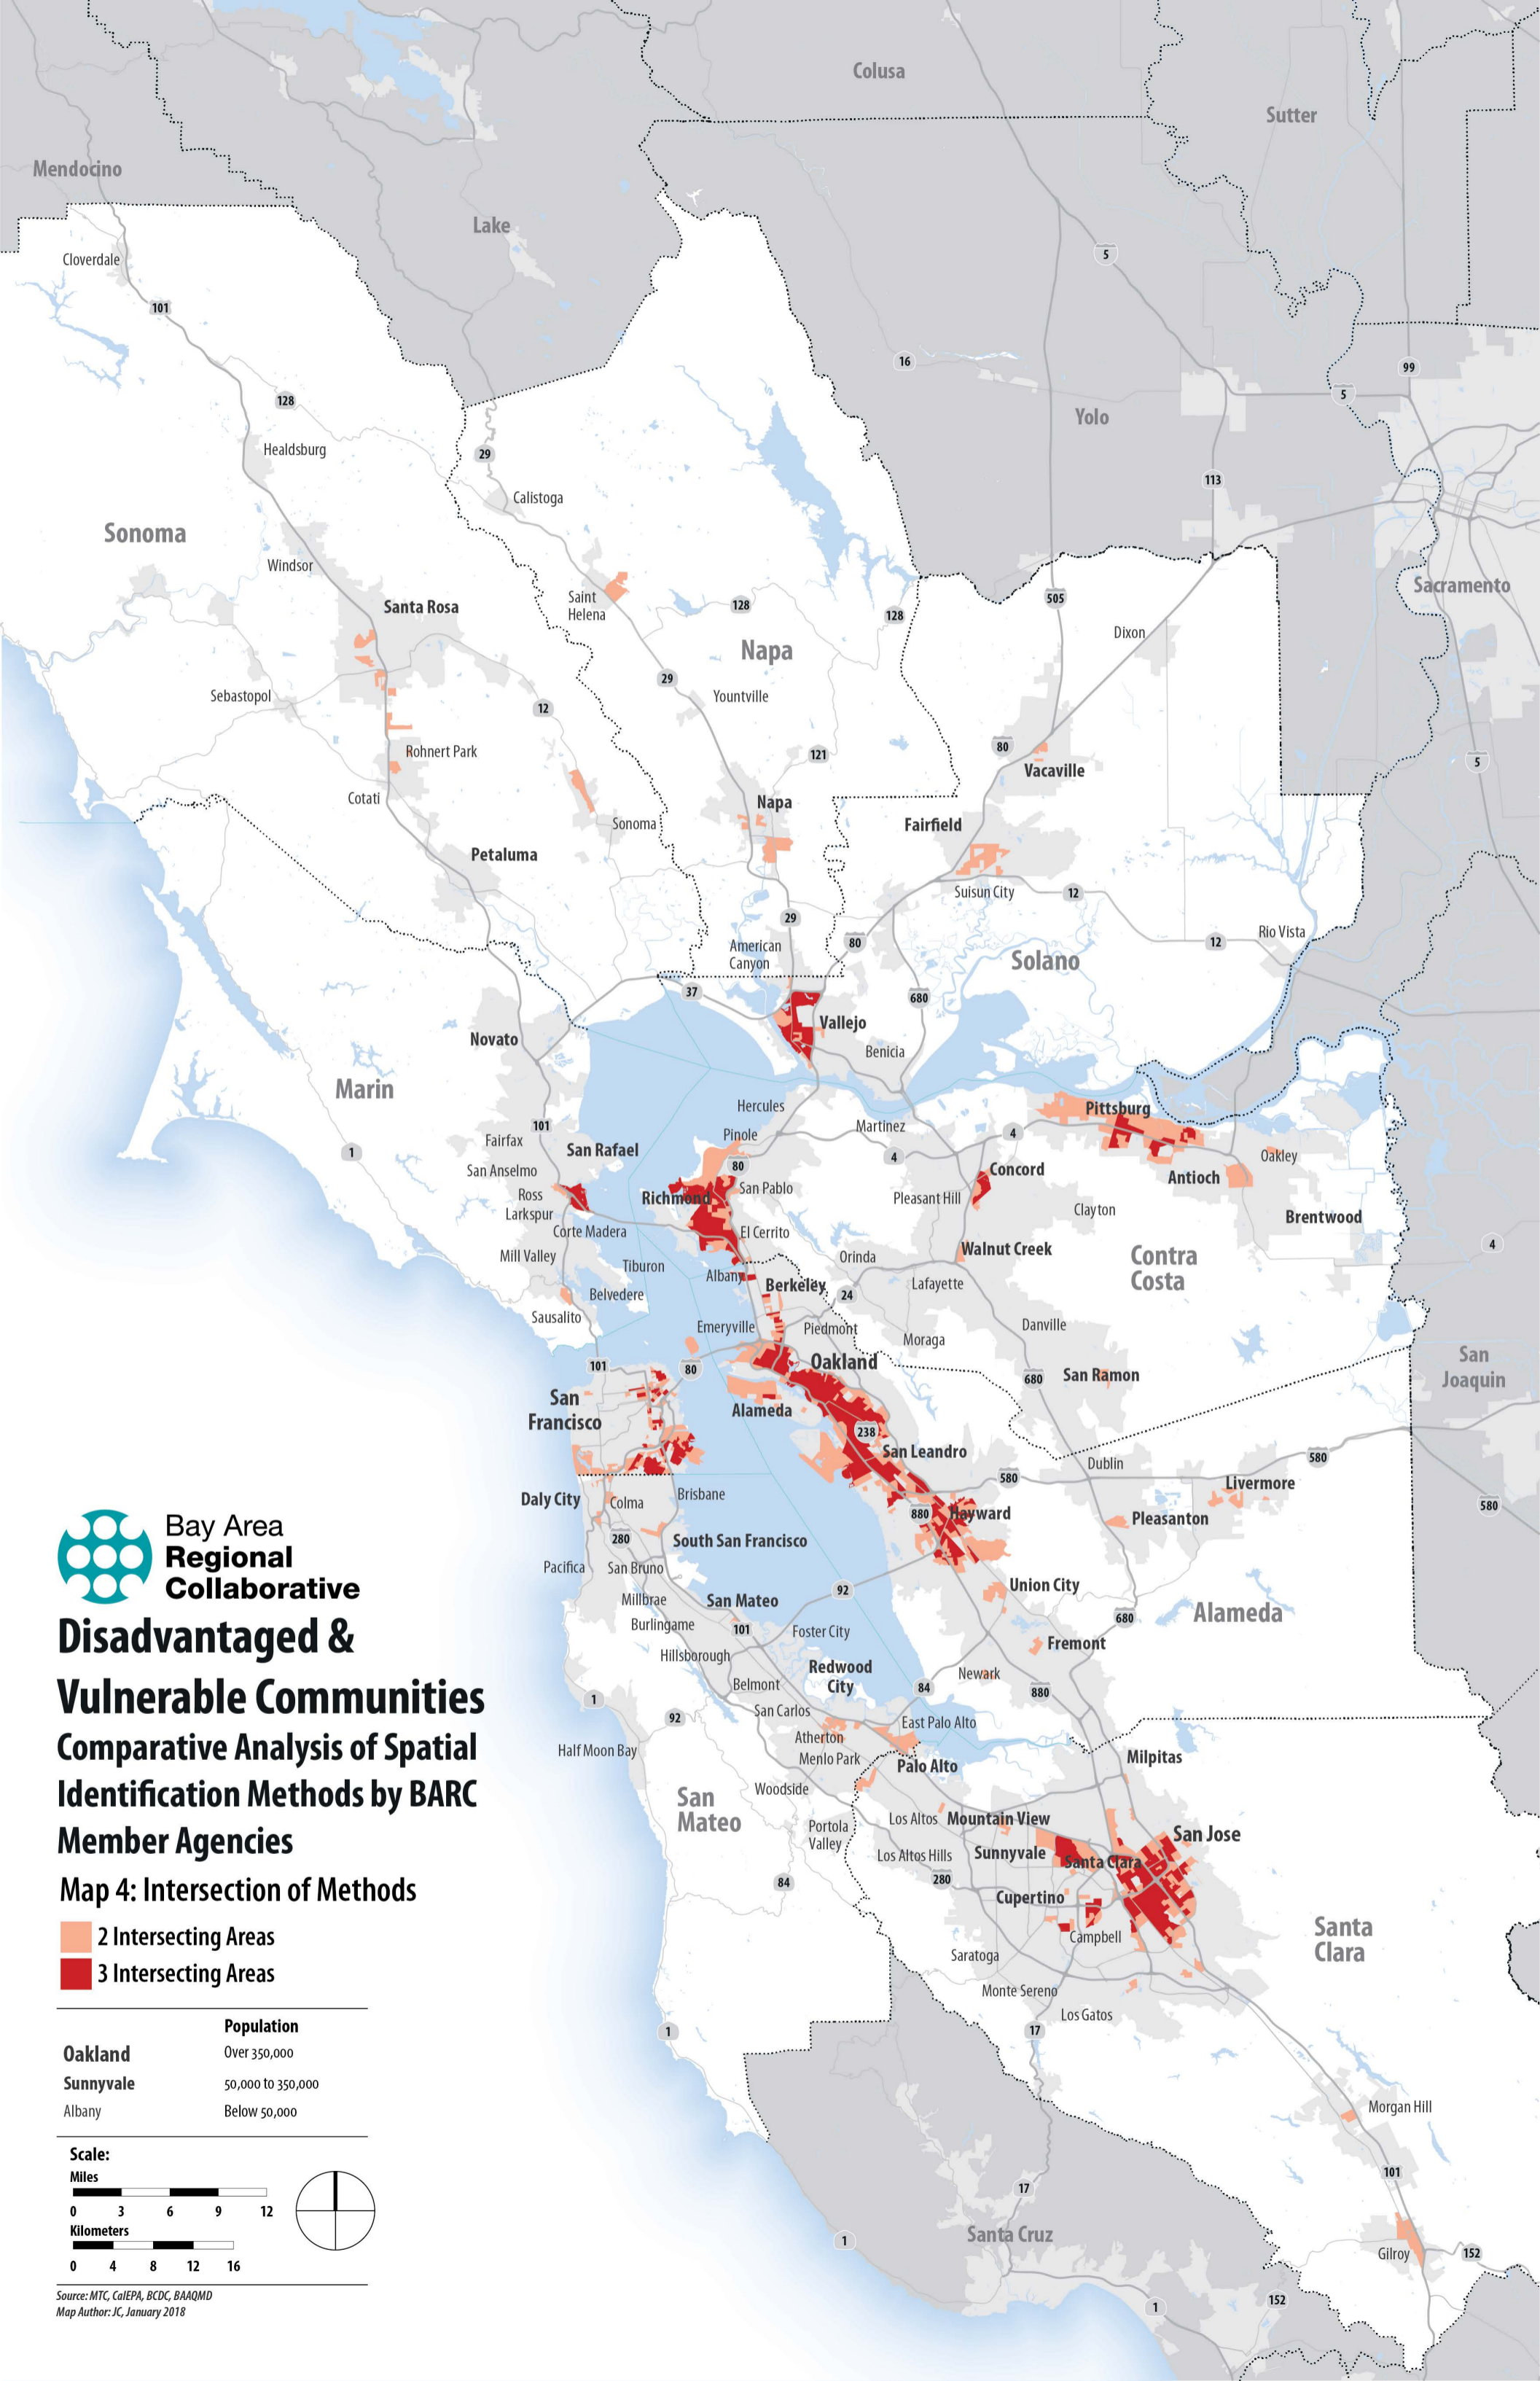 Colusa
Sutter
Mendocino
Lake
Cloverdale
5
101
16
99
5
128
Yolo
Healdsburg
29
113
Calistoga
Sonoma
Windsor
Sacramento
Saint
Helena
Santa Rosa
128
505
128
Dixon
Napa
29
Sebastopol
Yountville
12
Rohnert Park
80
121
5
Vacaville
Cotati
Napa
Sonoma
Fairfield
Petaluma
Suisun City
12
29
Rio Vista
American
Canyon
80
12
Solano
37
680
Vallejo
Novato
Benicia
Marin
Hercules
Pittsburg
101
Martinez
4
Pinole
Fairfax
San Rafael
1
4
Oakley
80
San Anselmo
Concord
Antioch
San Pablo
Ross
Richmond
Pleasant Hill
Clayton
Larkspur
Brentwood
Corte Madera
El Cerrito
4
Walnut Creek
Mill Valley
Orinda
Contra
Costa
Tiburon
Albany
Berkeley
Lafayette
Belvedere
24
Sausalito
Emeryville
Piedmont
Danville
Moraga
San
Joaquin
101
80
Oakland
680
San Ramon
San
Francisco
Alameda
238
San Leandro
580
Dublin
580
Livermore
Daly City
Colma
Brisbane
580
880
Hayward
Pleasanton
280
South San Francisco
Pacifica
San Bruno
92
Union City
Millbrae
San Mateo
Alameda
680
Burlingame
101
Foster City
Fremont
Hillsborough
Redwood
City
Newark
Belmont
84
880
1
San Carlos
92
East Palo Alto
Atherton
Half Moon Bay
Menlo Park
Milpitas
Palo Alto
Woodside
San
Mateo
Los Altos
Mountain View
Portola
Valley
San Jose
Los Altos Hills
Sunnyvale
Santa Clara
84
280
Cupertino
Santa
Clara
Campbell
Saratoga
Monte Sereno
Los Gatos
1
17
Morgan Hill
101
17
Santa Cruz
1
Gilroy
152
152
1
Bay Area
Regional
Collaborative
Disadvantaged &
Vulnerable Communities
Comparative Analysis of Spatial
Identification Methods by BARC
Member Agencies
Map 4: Intersection of Methods
2 Intersecting Areas
3 Intersecting Areas
Population
Oakland Over 350,000
Sunnyvale 50,000 to 350,000
Albany Below 50,000
Scale:
Miles
0 3 6 9 12
Kilometers
0 4 8 12 16
Source: MTC, CalEPA, BCDC, BAAQMD
Map Author: JC, January 2018